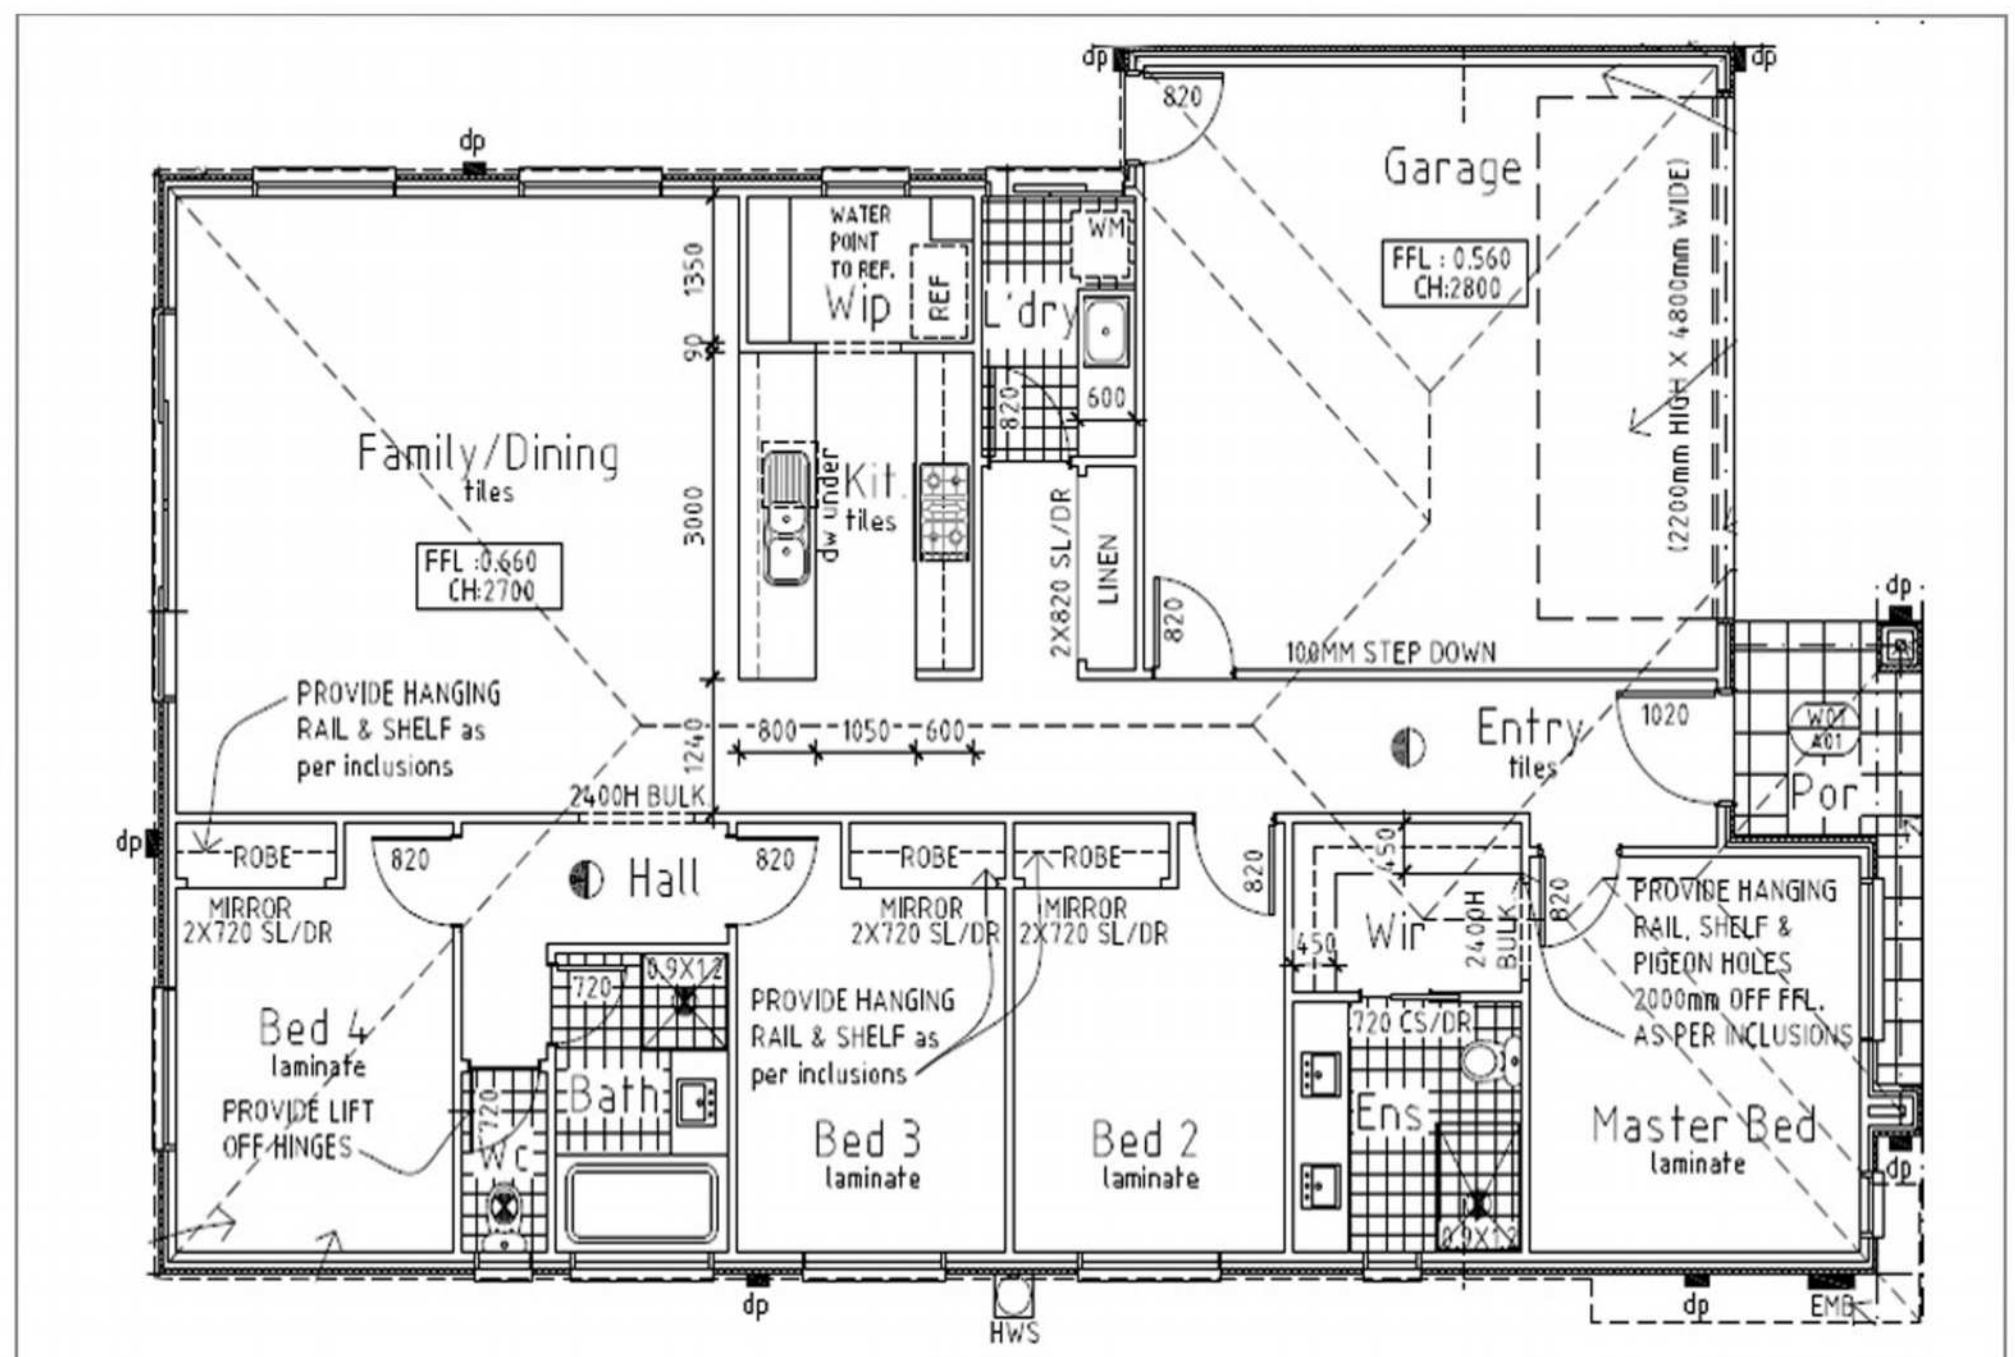 dp
dp
820
Garage
FFL : 0.560
CH:2800
(2200mm HIGH X 4800mm WIDE)
dp
WATER
POINT
TO REF.
Wip
REF
WM
L'dry
1350
90
820
600
Family/Dining
tiles
FFL :0.660
CH:2700
3000
dw under
Kit.
tiles
2X820 SL/DR
LINEN
820
100MM STEP DOWN
dp
PROVIDE HANGING
RAIL & SHELF as
per inclusions
1240
800
1050
600
Entry
tiles
1020
W01
A01
Por
2400H BULK
dp
ROBE
820
Hall
820
ROBE
ROBE
820
450
820
MIRROR
2X720 SL/DR
MIRROR
2X720 SL/DR
MIRROR
2X720 SL/DR
Wir
450
2400H
BULK
PROVIDE HANGING
RAIL, SHELF &
PIGEON HOLES
2000mm OFF FFL.
AS PER INCLUSIONS
720
0.9X1.2
PROVIDE HANGING
RAIL & SHELF as
per inclusions
Bed 4
laminate
PROVIDE LIFT
OFF HINGES
720
Wc
Bath
Bed 3
laminate
Bed 2
laminate
720 CS/DR
Ens
0.9X1.2
Master Bed
laminate
dp
dp
HWS
dp
EMB